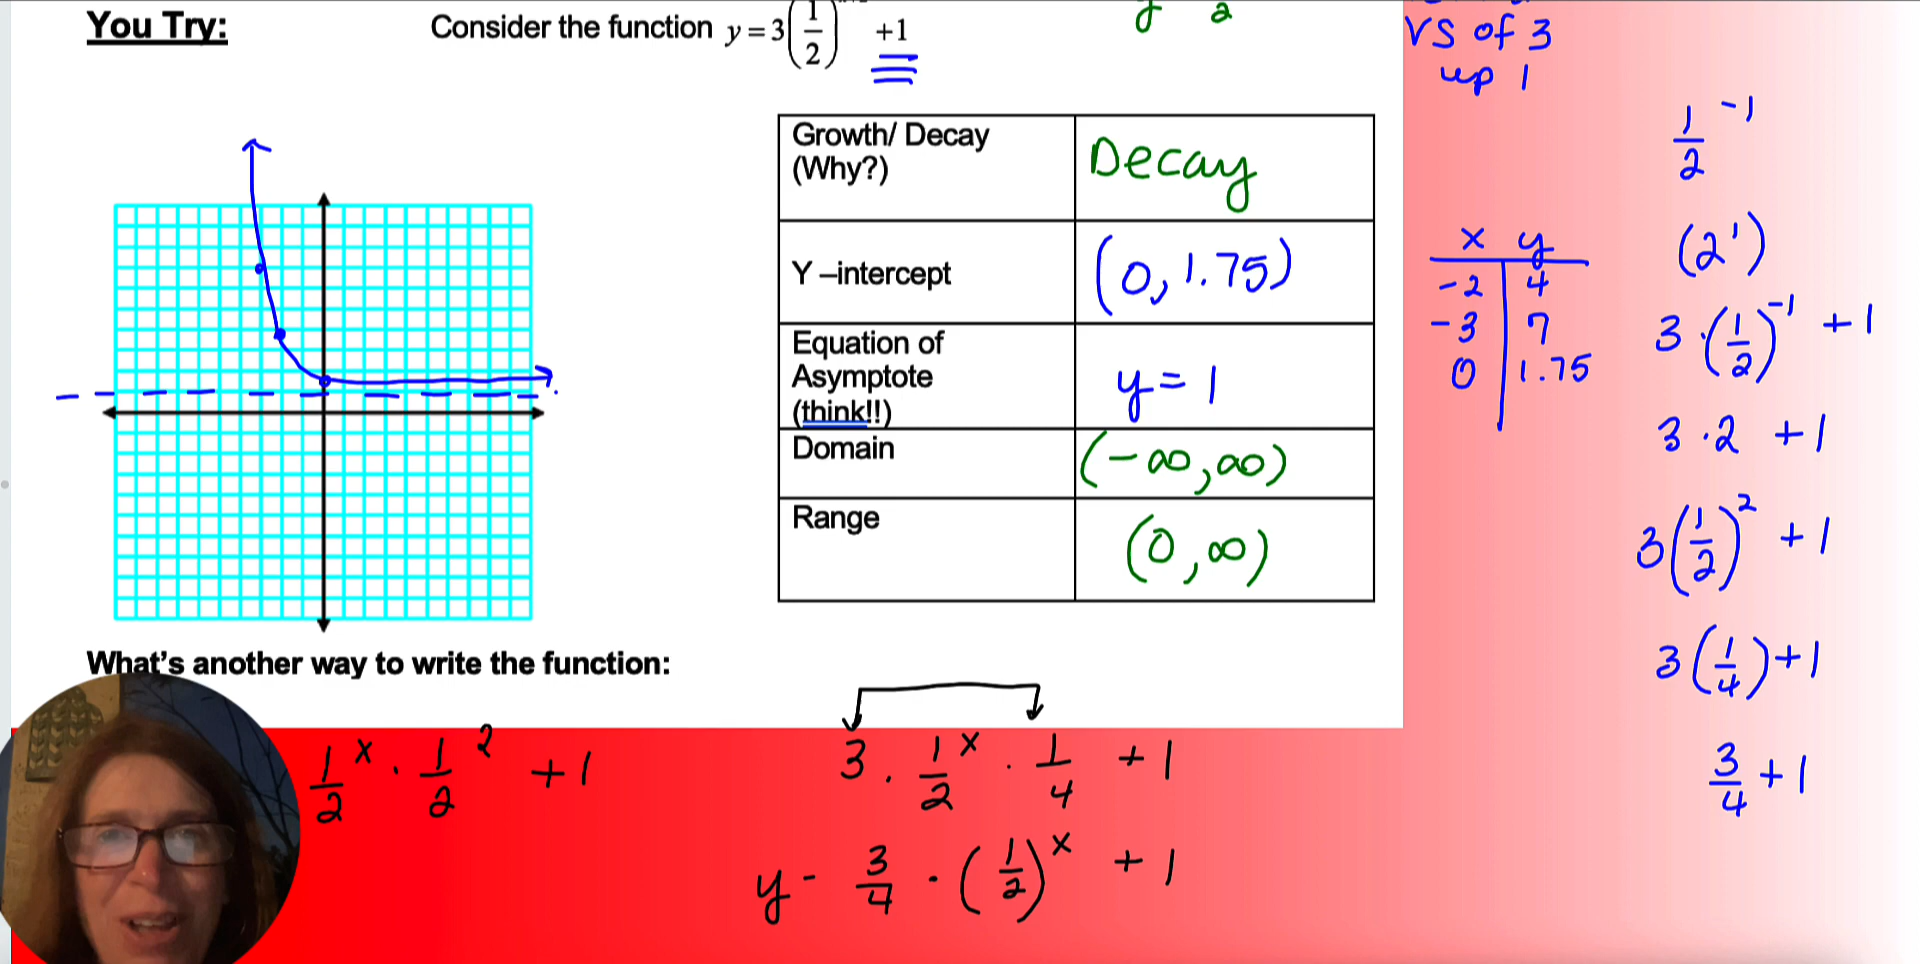 You Try: Consider the function y = 3(1/2) +1
VS of 3
up 1
Growth/ Decay
(Why?)
Decay
Y –intercept
(0, 1.75)
Equation of
Asymptote
(think!!)
y = 1
Domain
(-∞, ∞)
Range
(0, ∞)
x y
-2 4
-3 7
0 1.75
1/2 -1
(2¹)
3·(1/2)⁻¹ + 1
3·2 + 1
3(1/2)² + 1
3(1/4) + 1
3/4 + 1
What's another way to write the function:
1/2 ˣ · 1/2 ² + 1
3 · 1/2 ˣ · 1/4 + 1
y - 3/4 · (1/2)ˣ + 1